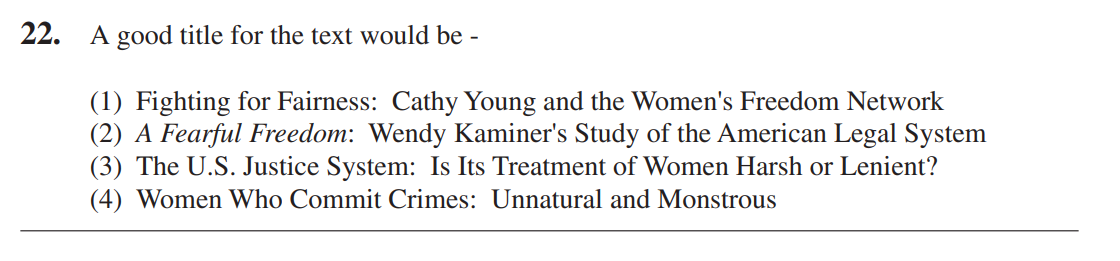 22. A good title for the text would be -
(1) Fighting for Fairness: Cathy Young and the Women's Freedom Network
(2) A Fearful Freedom: Wendy Kaminer's Study of the American Legal System
(3) The U.S. Justice System: Is Its Treatment of Women Harsh or Lenient?
(4) Women Who Commit Crimes: Unnatural and Monstrous